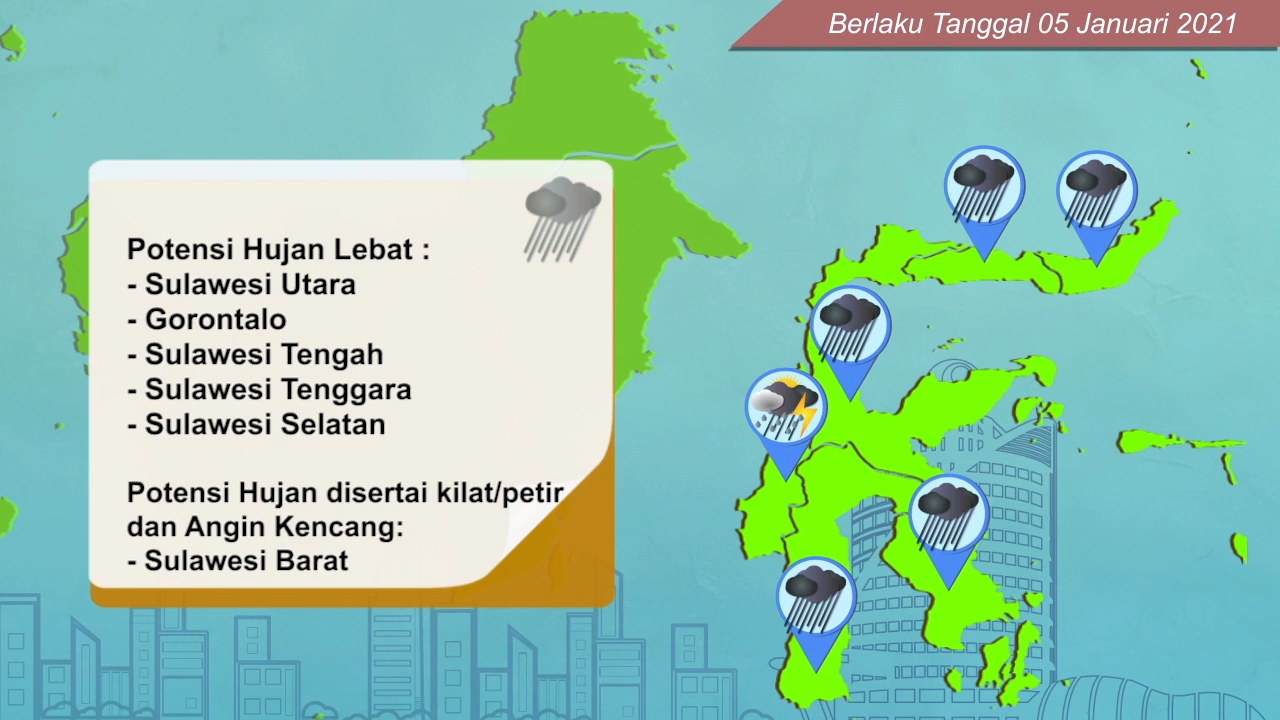 Berlaku Tanggal 05 Januari 2021
Potensi Hujan Lebat :
- Sulawesi Utara
- Gorontalo
- Sulawesi Tengah
- Sulawesi Tenggara
- Sulawesi Selatan
Potensi Hujan disertai kilat/petir
dan Angin Kencang:
- Sulawesi Barat